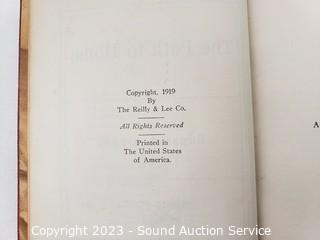 Copyright, 1919
By
The Reilly & Lee Co.
All Rights Reserved
Printed in
The United States
of America.
A
Copyright 2023 - Sound Auction Service